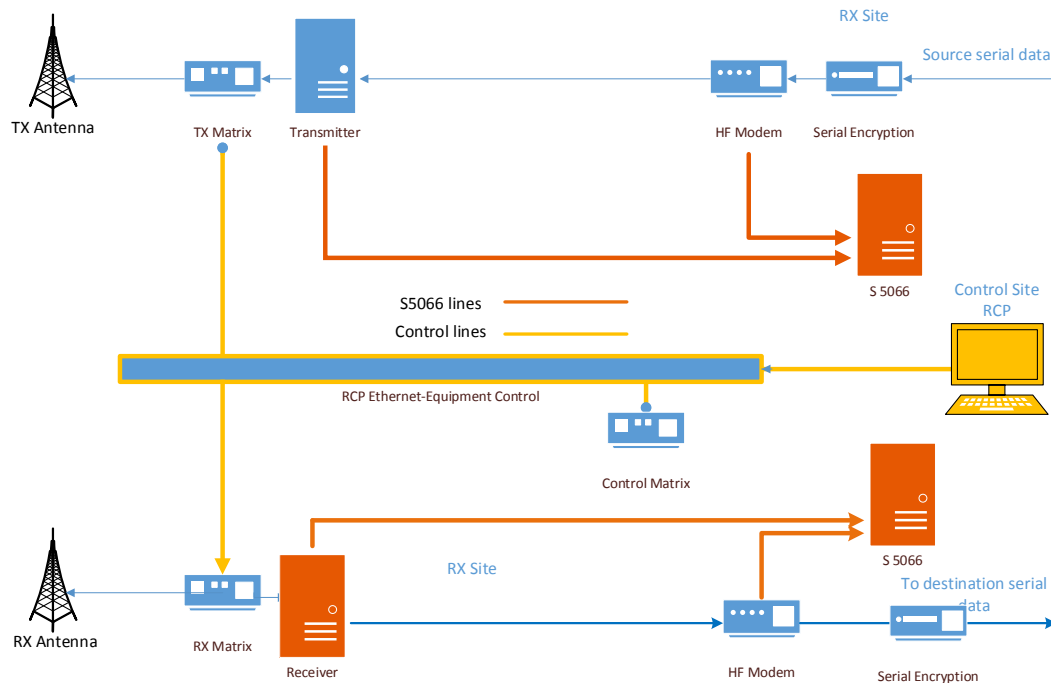 RX Site
Source serial data
TX Antenna
TX Matrix
Transmitter
HF Modem
Serial Encryption
S 5066
S5066 lines
Control lines
Control Site
RCP
RCP Ethernet-Equipment Control
Control Matrix
S 5066
RX Site
To destination serial
data
RX Antenna
RX Matrix
Receiver
HF Modem
Serial Encryption